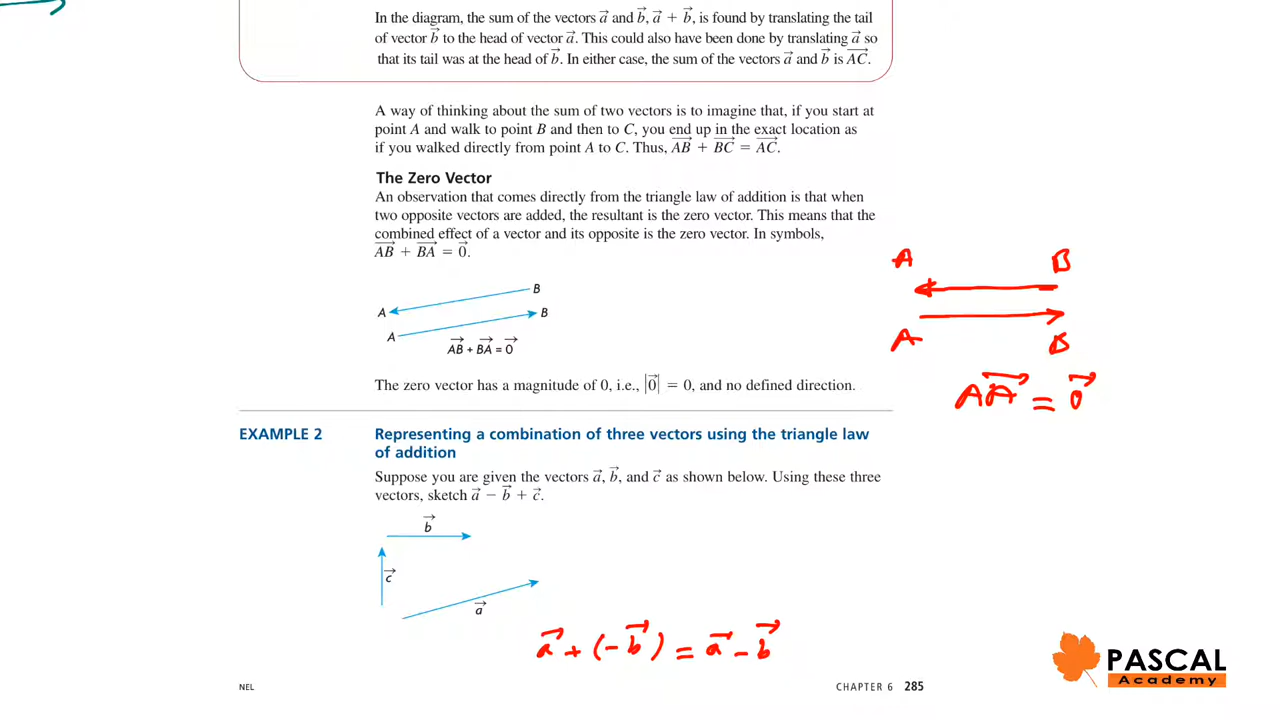 In the diagram, the sum of the vectors a⃗ and b⃗, a⃗ + b⃗, is found by translating the tail
of vector b⃗ to the head of vector a⃗. This could also have been done by translating a⃗ so
that its tail was at the head of b⃗. In either case, the sum of the vectors a⃗ and b⃗ is AC⃗.
A way of thinking about the sum of two vectors is to imagine that, if you start at
point A and walk to point B and then to C, you end up in the exact location as
if you walked directly from point A to C. Thus, AB⃗ + BC⃗ = AC⃗.
The Zero Vector
An observation that comes directly from the triangle law of addition is that when
two opposite vectors are added, the resultant is the zero vector. This means that the
combined effect of a vector and its opposite is the zero vector. In symbols,
AB⃗ + BA⃗ = 0⃗.
A B
A B
B
A B
A
A B
AB⃗ + BA⃗ = 0⃗
AA⃗ = 0⃗
The zero vector has a magnitude of 0, i.e., |0⃗| = 0, and no defined direction.
EXAMPLE 2 Representing a combination of three vectors using the triangle law
of addition
Suppose you are given the vectors a⃗, b⃗, and c⃗ as shown below. Using these three
vectors, sketch a⃗ − b⃗ + c⃗.
b⃗
c⃗
a⃗
a⃗ + (−b⃗) = a⃗ − b⃗
PASCAL
Academy
NEL CHAPTER 6 285